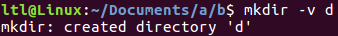 ltl@Linux:~/Documents/a/b$ mkdir -v d
mkdir: created directory 'd'